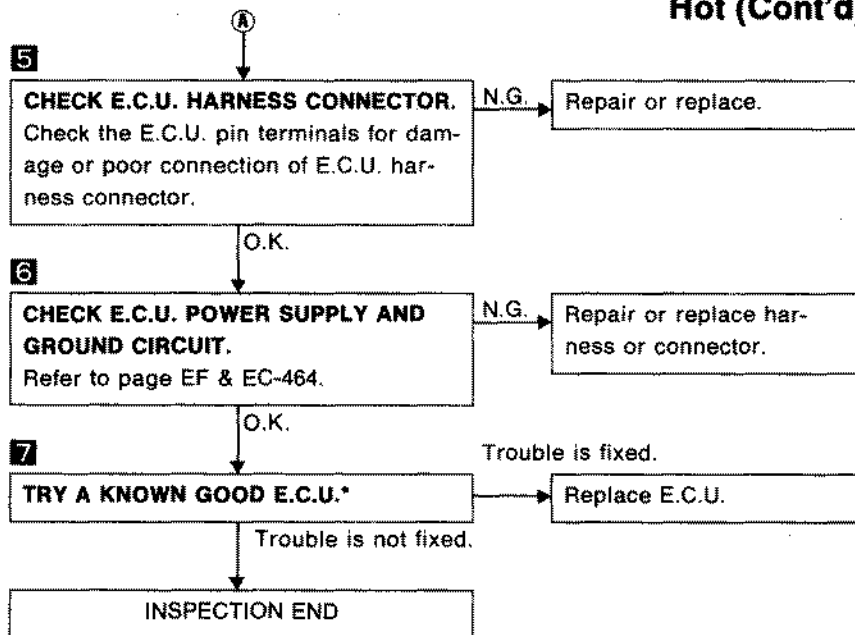 Hot (Cont'd
A
5
CHECK E.C.U. HARNESS CONNECTOR.
Check the E.C.U. pin terminals for dam-
age or poor connection of E.C.U. har-
ness connector.
N.G.
Repair or replace.
O.K.
6
CHECK E.C.U. POWER SUPPLY AND
GROUND CIRCUIT.
Refer to page EF & EC-464.
N.G.
Repair or replace har-
ness or connector.
O.K.
7
TRY A KNOWN GOOD E.C.U.*
Trouble is fixed.
Replace E.C.U.
Trouble is not fixed.
INSPECTION END